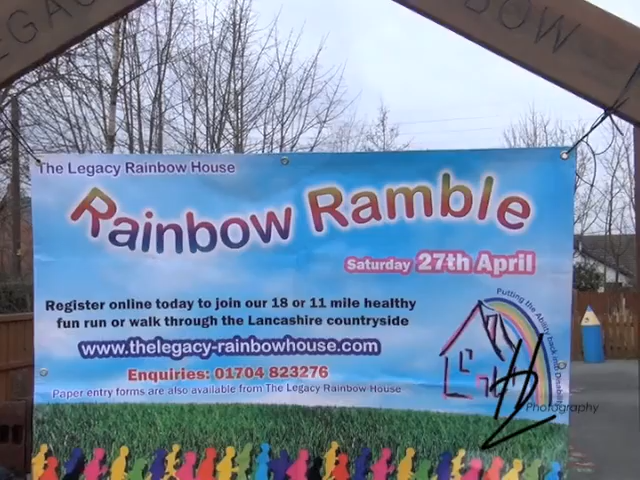 LEGACY
BOW
The Legacy Rainbow House
Rainbow Ramble
Saturday 27th April
Register online today to join our 18 or 11 mile healthy
fun run or walk through the Lancashire countryside
www.thelegacy-rainbowhouse.com
Enquiries: 01704 823276
Paper entry forms are also available from The Legacy Rainbow House
Putting the Ability back into Disability
Photography